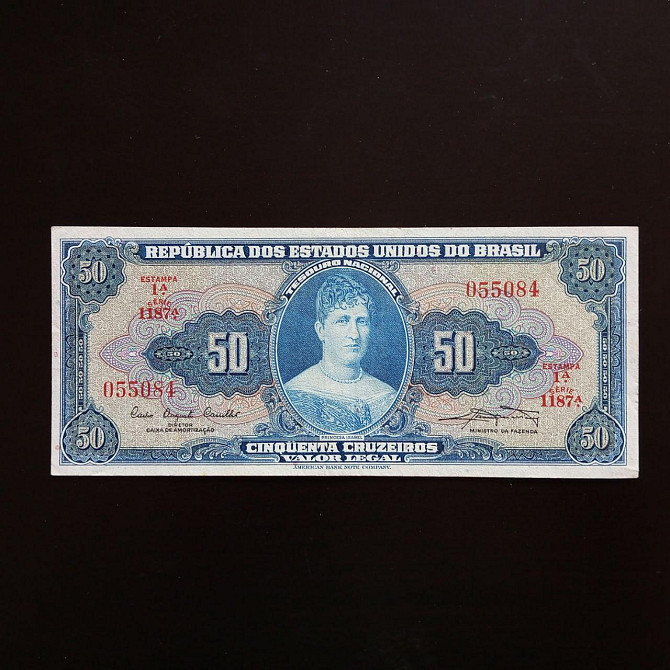 REPÚBLICA DOS ESTADOS UNIDOS DO BRASIL
TESOURO NACIONAL
50
50
ESTAMPA
1A
SÉRIE
1187ª
055084
50
50
055084
ESTAMPA
1ª
SÉRIE
1187ª
DIRETOR
CAIXA DE AMORTIZAÇÃO
MINISTRO DA FAZENDA
PRINCESA ISABEL
50
50
CINQUENTA CRUZEIROS
VALOR LEGAL
AMERICAN BANK NOTE COMPANY.